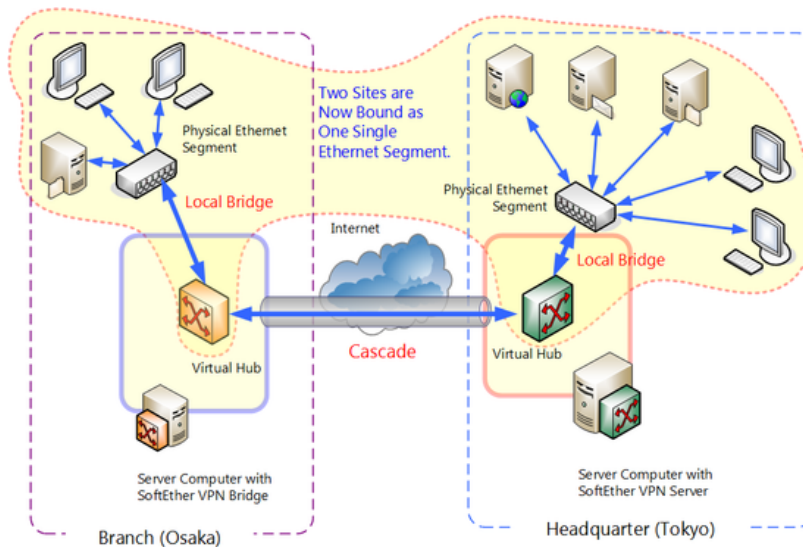 Two Sites are
Now Bound as
One Single
Ethernet Segment.
Physical Ethernet
Segment
Local Bridge
Physical Ethernet
Segment
Internet
Local Bridge
Cascade
Virtual Hub
Virtual Hub
Server Computer with
SoftEther VPN Bridge
Server Computer with
SoftEther VPN Server
Branch (Osaka)
Headquarter (Tokyo)